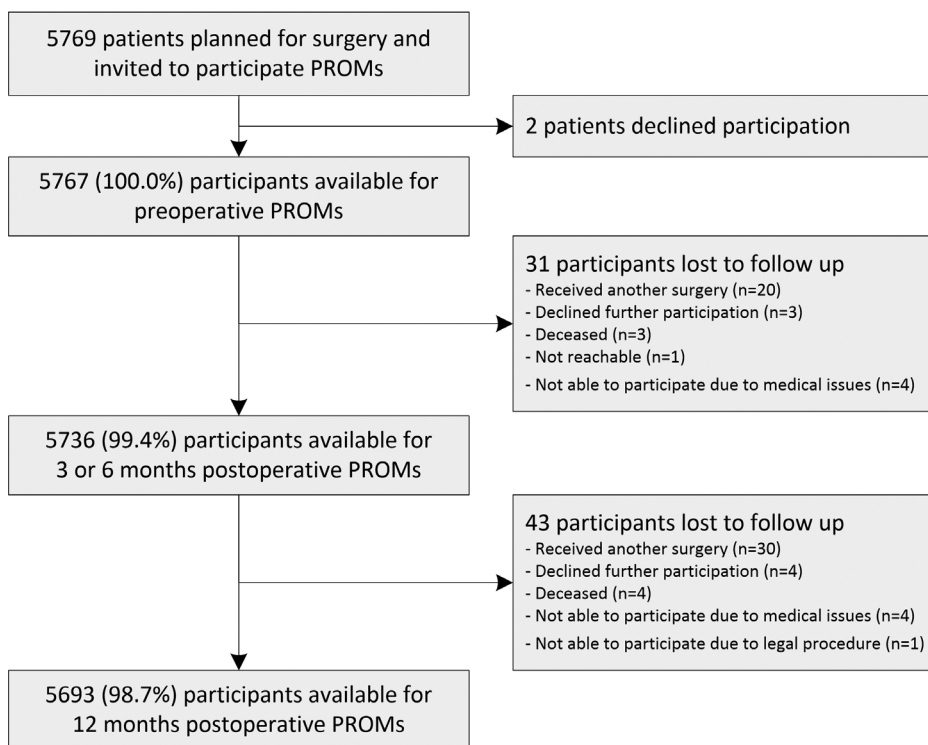 5769 patients planned for surgery and
invited to participate PROMs
2 patients declined participation
5767 (100.0%) participants available for
preoperative PROMs
31 participants lost to follow up
- Received another surgery (n=20)
- Declined further participation (n=3)
- Deceased (n=3)
- Not reachable (n=1)
- Not able to participate due to medical issues (n=4)
5736 (99.4%) participants available for
3 or 6 months postoperative PROMs
43 participants lost to follow up
- Received another surgery (n=30)
- Declined further participation (n=4)
- Deceased (n=4)
- Not able to participate due to medical issues (n=4)
- Not able to participate due to legal procedure (n=1)
5693 (98.7%) participants available for
12 months postoperative PROMs